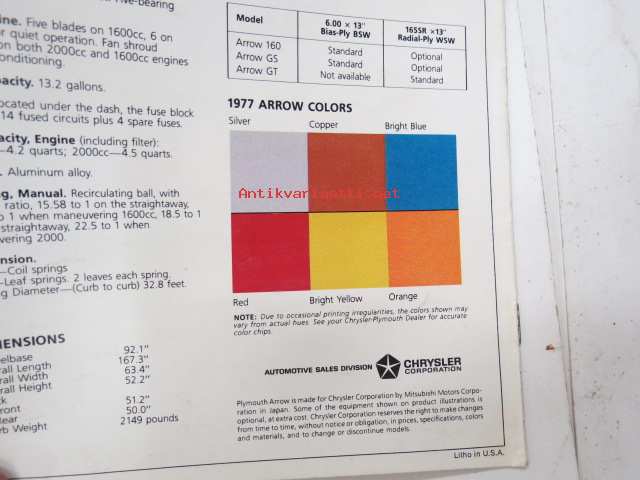 ve-bearing
ine. Five blades on 1600cc, 6 on
r quiet operation. Fan shroud
on both 2000cc and 1600cc engines
onditioning.
pacity. 13.2 gallons.
ocated under the dash, the fuse block
14 fused circuits plus 4 spare fuses.
acity, Engine (including filter):
—4.2 quarts; 2000cc—4.5 quarts.
. Aluminum alloy.
ng, Manual. Recirculating ball, with
ratio, 15.58 to 1 on the straightaway,
o 1 when maneuvering 1600cc, 18.5 to 1
straightaway, 22.5 to 1 when
vering 2000.
ension.
—Coil springs
—Leaf springs. 2 leaves each spring.
ng Diameter—(Curb to curb) 32.8 feet.
MENSIONS
elbase 92.1"
rall Length 167.3"
rall Width 63.4"
rall Height 52.2"
ck
ront 51.2"
ear 50.0"
rb Weight 2149 pounds
Model 6.00 × 13" Bias-Ply BSW 165SR ×13" Radial-Ply WSW
Arrow 160 Standard Optional
Arrow GS Standard Optional
Arrow GT Not available Standard
1977 ARROW COLORS
Silver Copper Bright Blue
Antikvariaatti.net
Red Bright Yellow Orange
NOTE: Due to occasional printing irregularities, the colors shown may
vary from actual hues. See your Chrysler-Plymouth Dealer for accurate
color chips.
AUTOMOTIVE SALES DIVISION CHRYSLER
CORPORATION
Plymouth Arrow is made for Chrysler Corporation by Mitsubishi Motors Corpo-
ration in Japan. Some of the equipment shown on product illustrations is
optional, at extra cost. Chrysler Corporation reserves the right to make changes
from time to time, without notice or obligation, in prices, specifications, colors
and materials, and to change or discontinue models.
Litho in U.S.A.